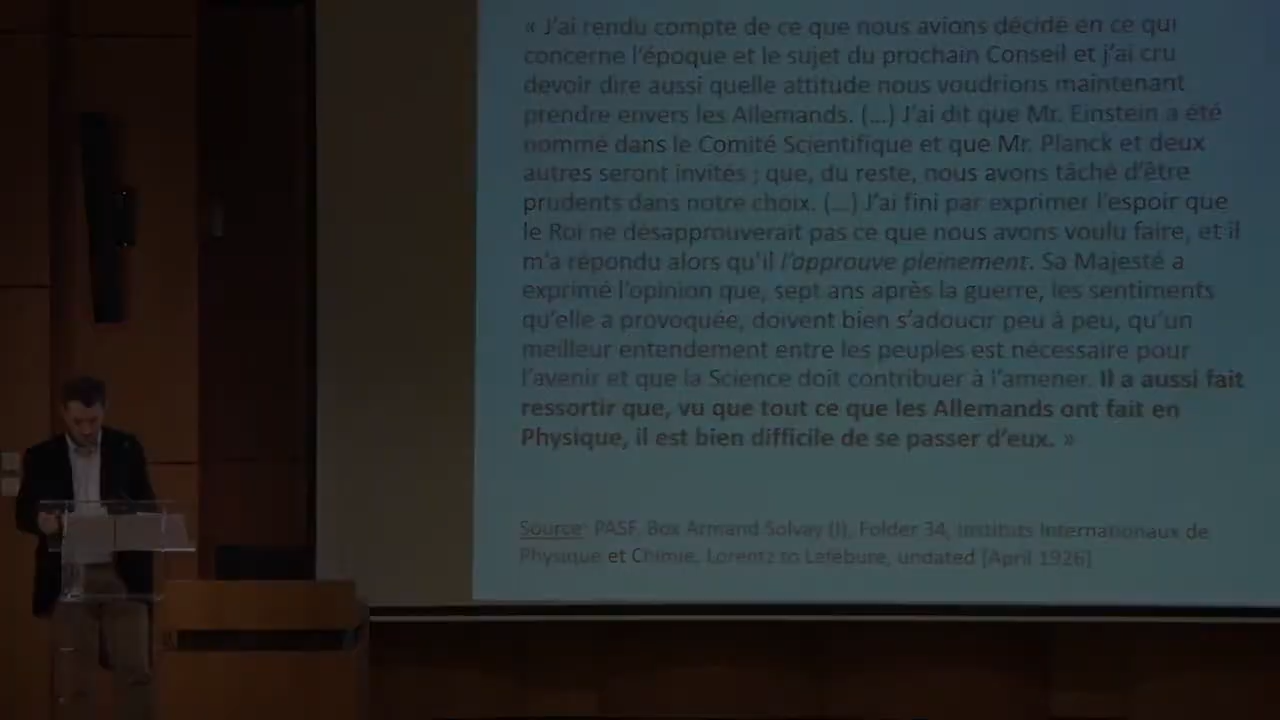 « J'ai rendu compte de ce que nous avions décidé en ce qui
concerne l'époque et le sujet du prochain Conseil et j'ai cru
devoir dire aussi quelle attitude nous voudrions maintenant
prendre envers les Allemands. (...) J'ai dit que Mr. Einstein a été
nommé dans le Comité Scientifique et que Mr. Planck et deux
autres seront invités ; que, du reste, nous avons tâché d'être
prudents dans notre choix. (...) J'ai fini par exprimer l'espoir que
le Roi ne désapprouverait pas ce que nous avons voulu faire, et il
m'a répondu alors qu'il l'approuve pleinement. Sa Majesté a
exprimé l'opinion que, sept ans après la guerre, les sentiments
qu'elle a provoquée, doivent bien s'adoucir peu à peu, qu'un
meilleur entendement entre les peuples est nécessaire pour
l'avenir et que la Science doit contribuer à l'amener. Il a aussi fait
ressortir que, vu que tout ce que les Allemands ont fait en
Physique, il est bien difficile de se passer d'eux. »
Source: PASF, Box Armand Solvay (I), Folder 34, Instituts Internationaux de
Physique et Chimie, Lorentz to Lefébure, undated [April 1926]